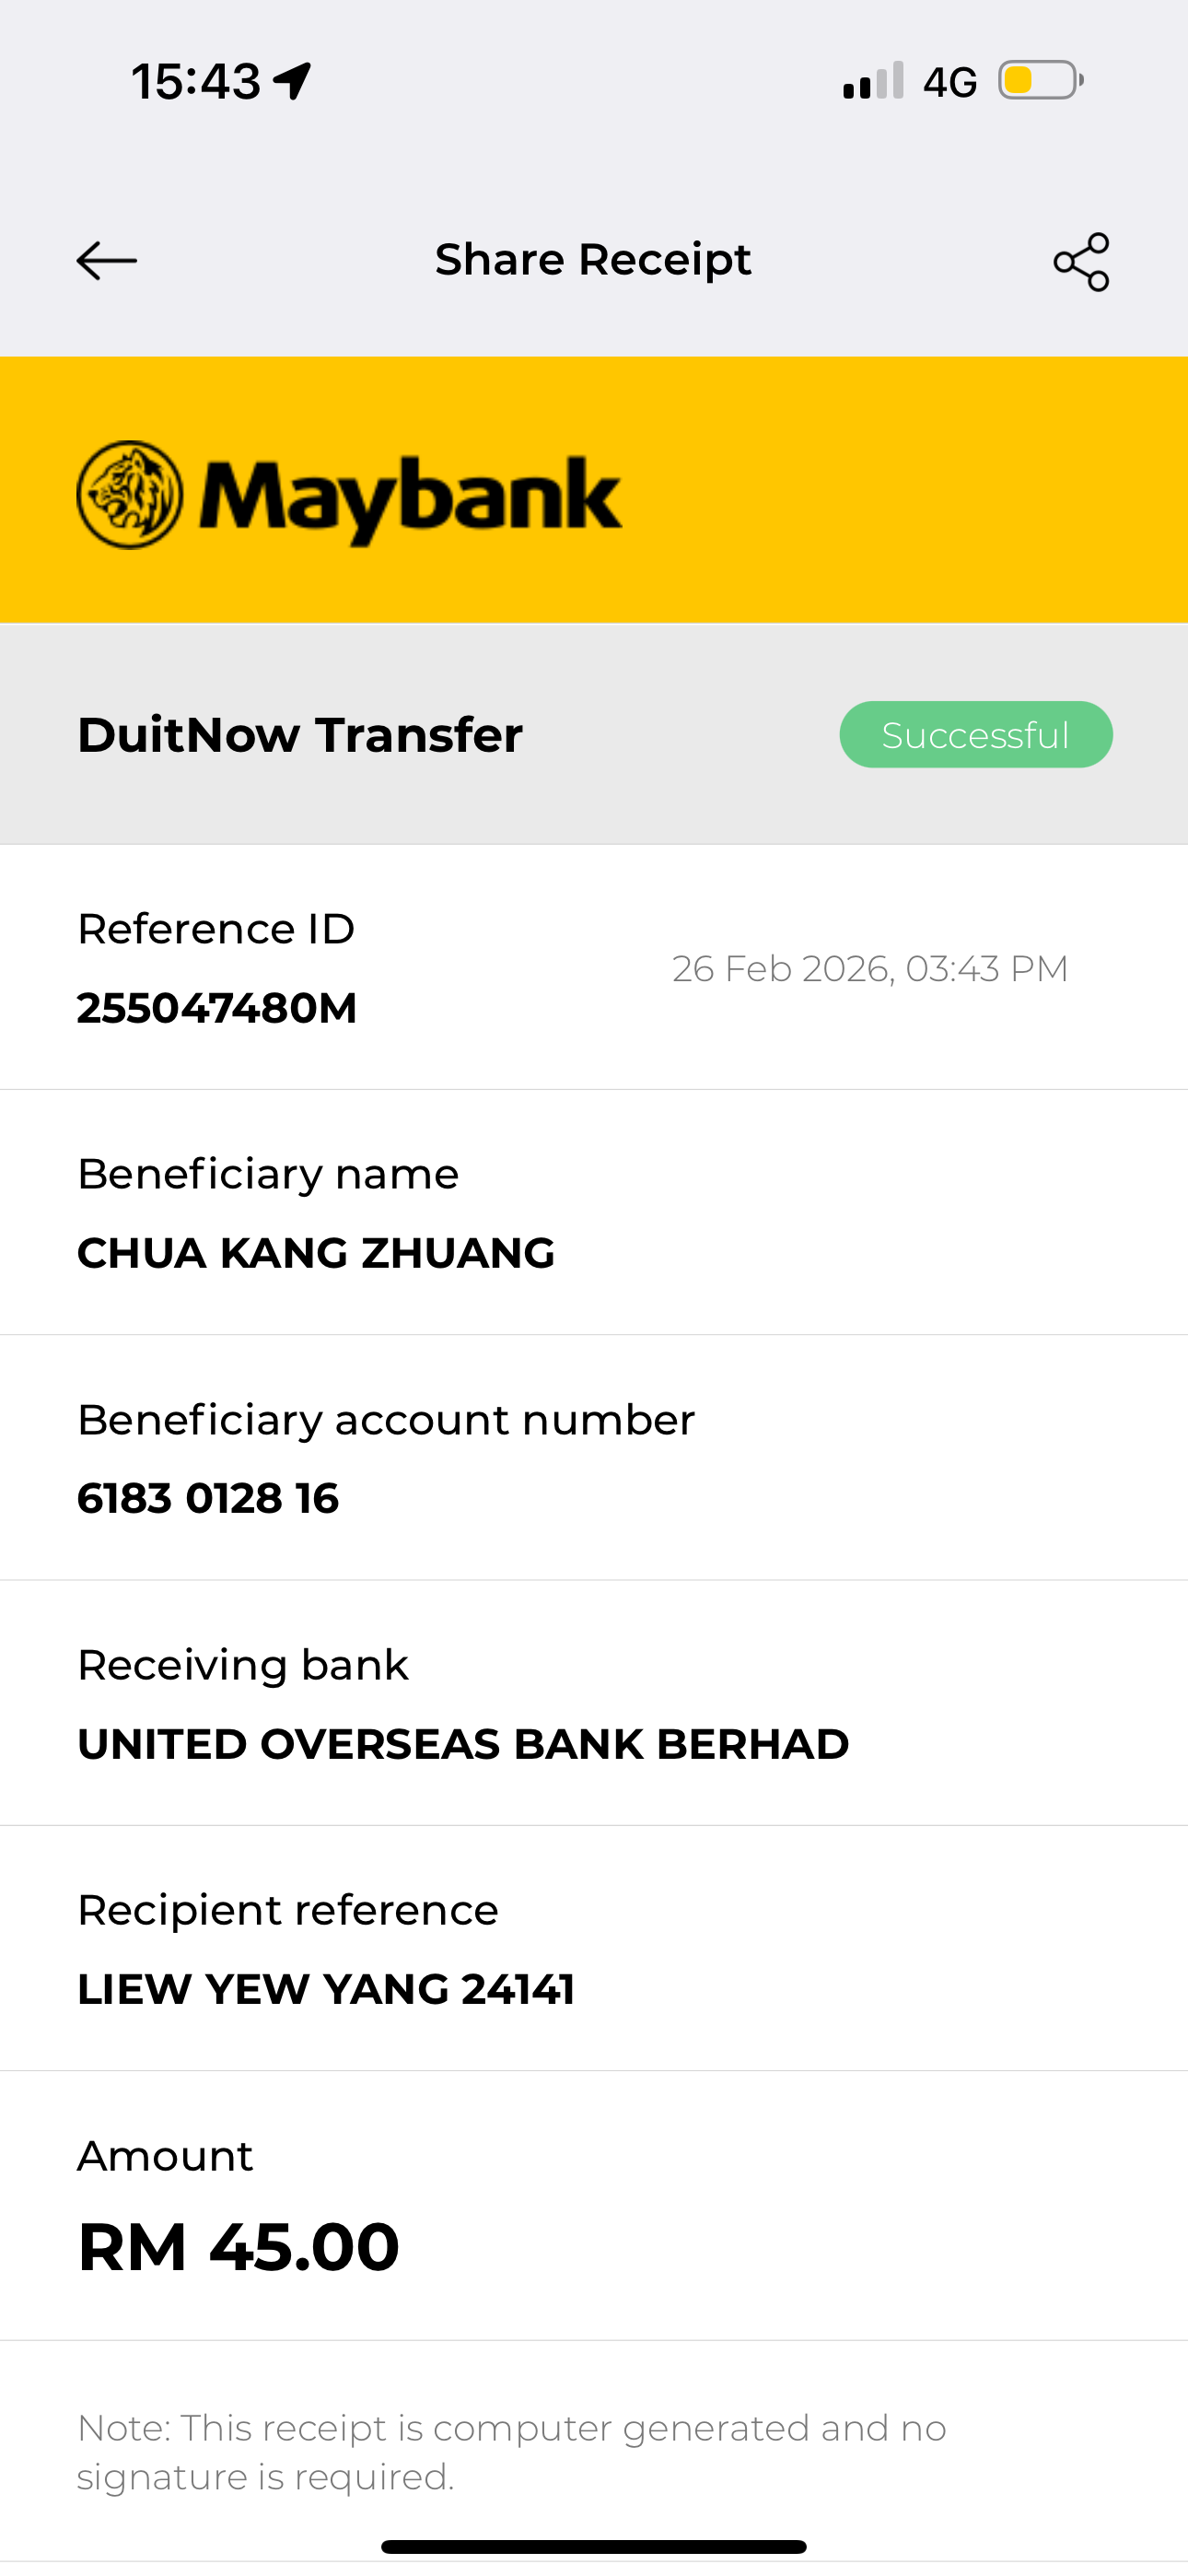 15:43
4G
Share Receipt
Maybank
DuitNow Transfer
Successful
Reference ID
26 Feb 2026, 03:43 PM
255047480M
Beneficiary name
CHUA KANG ZHUANG
Beneficiary account number
6183 0128 16
Receiving bank
UNITED OVERSEAS BANK BERHAD
Recipient reference
LIEW YEW YANG 24141
Amount
RM 45.00
Note: This receipt is computer generated and no
signature is required.